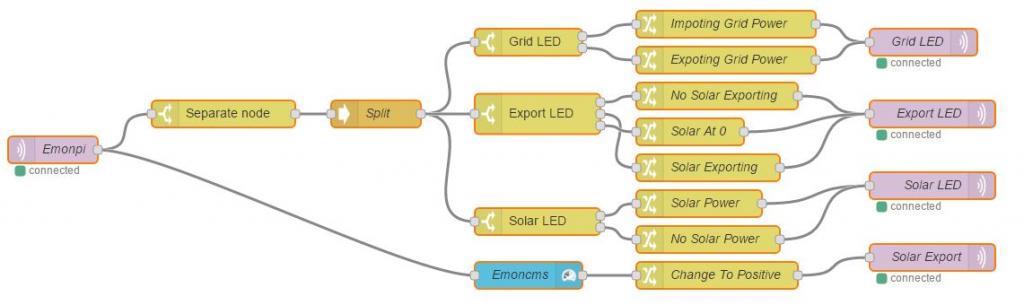 Emonpi
connected
Separate node
Split
Grid LED
Export LED
Solar LED
Emoncms
Impoting Grid Power
Expoting Grid Power
No Solar Exporting
Solar At 0
Solar Exporting
Solar Power
No Solar Power
Change To Positive
Grid LED
connected
Export LED
connected
Solar LED
connected
Solar Export
connected